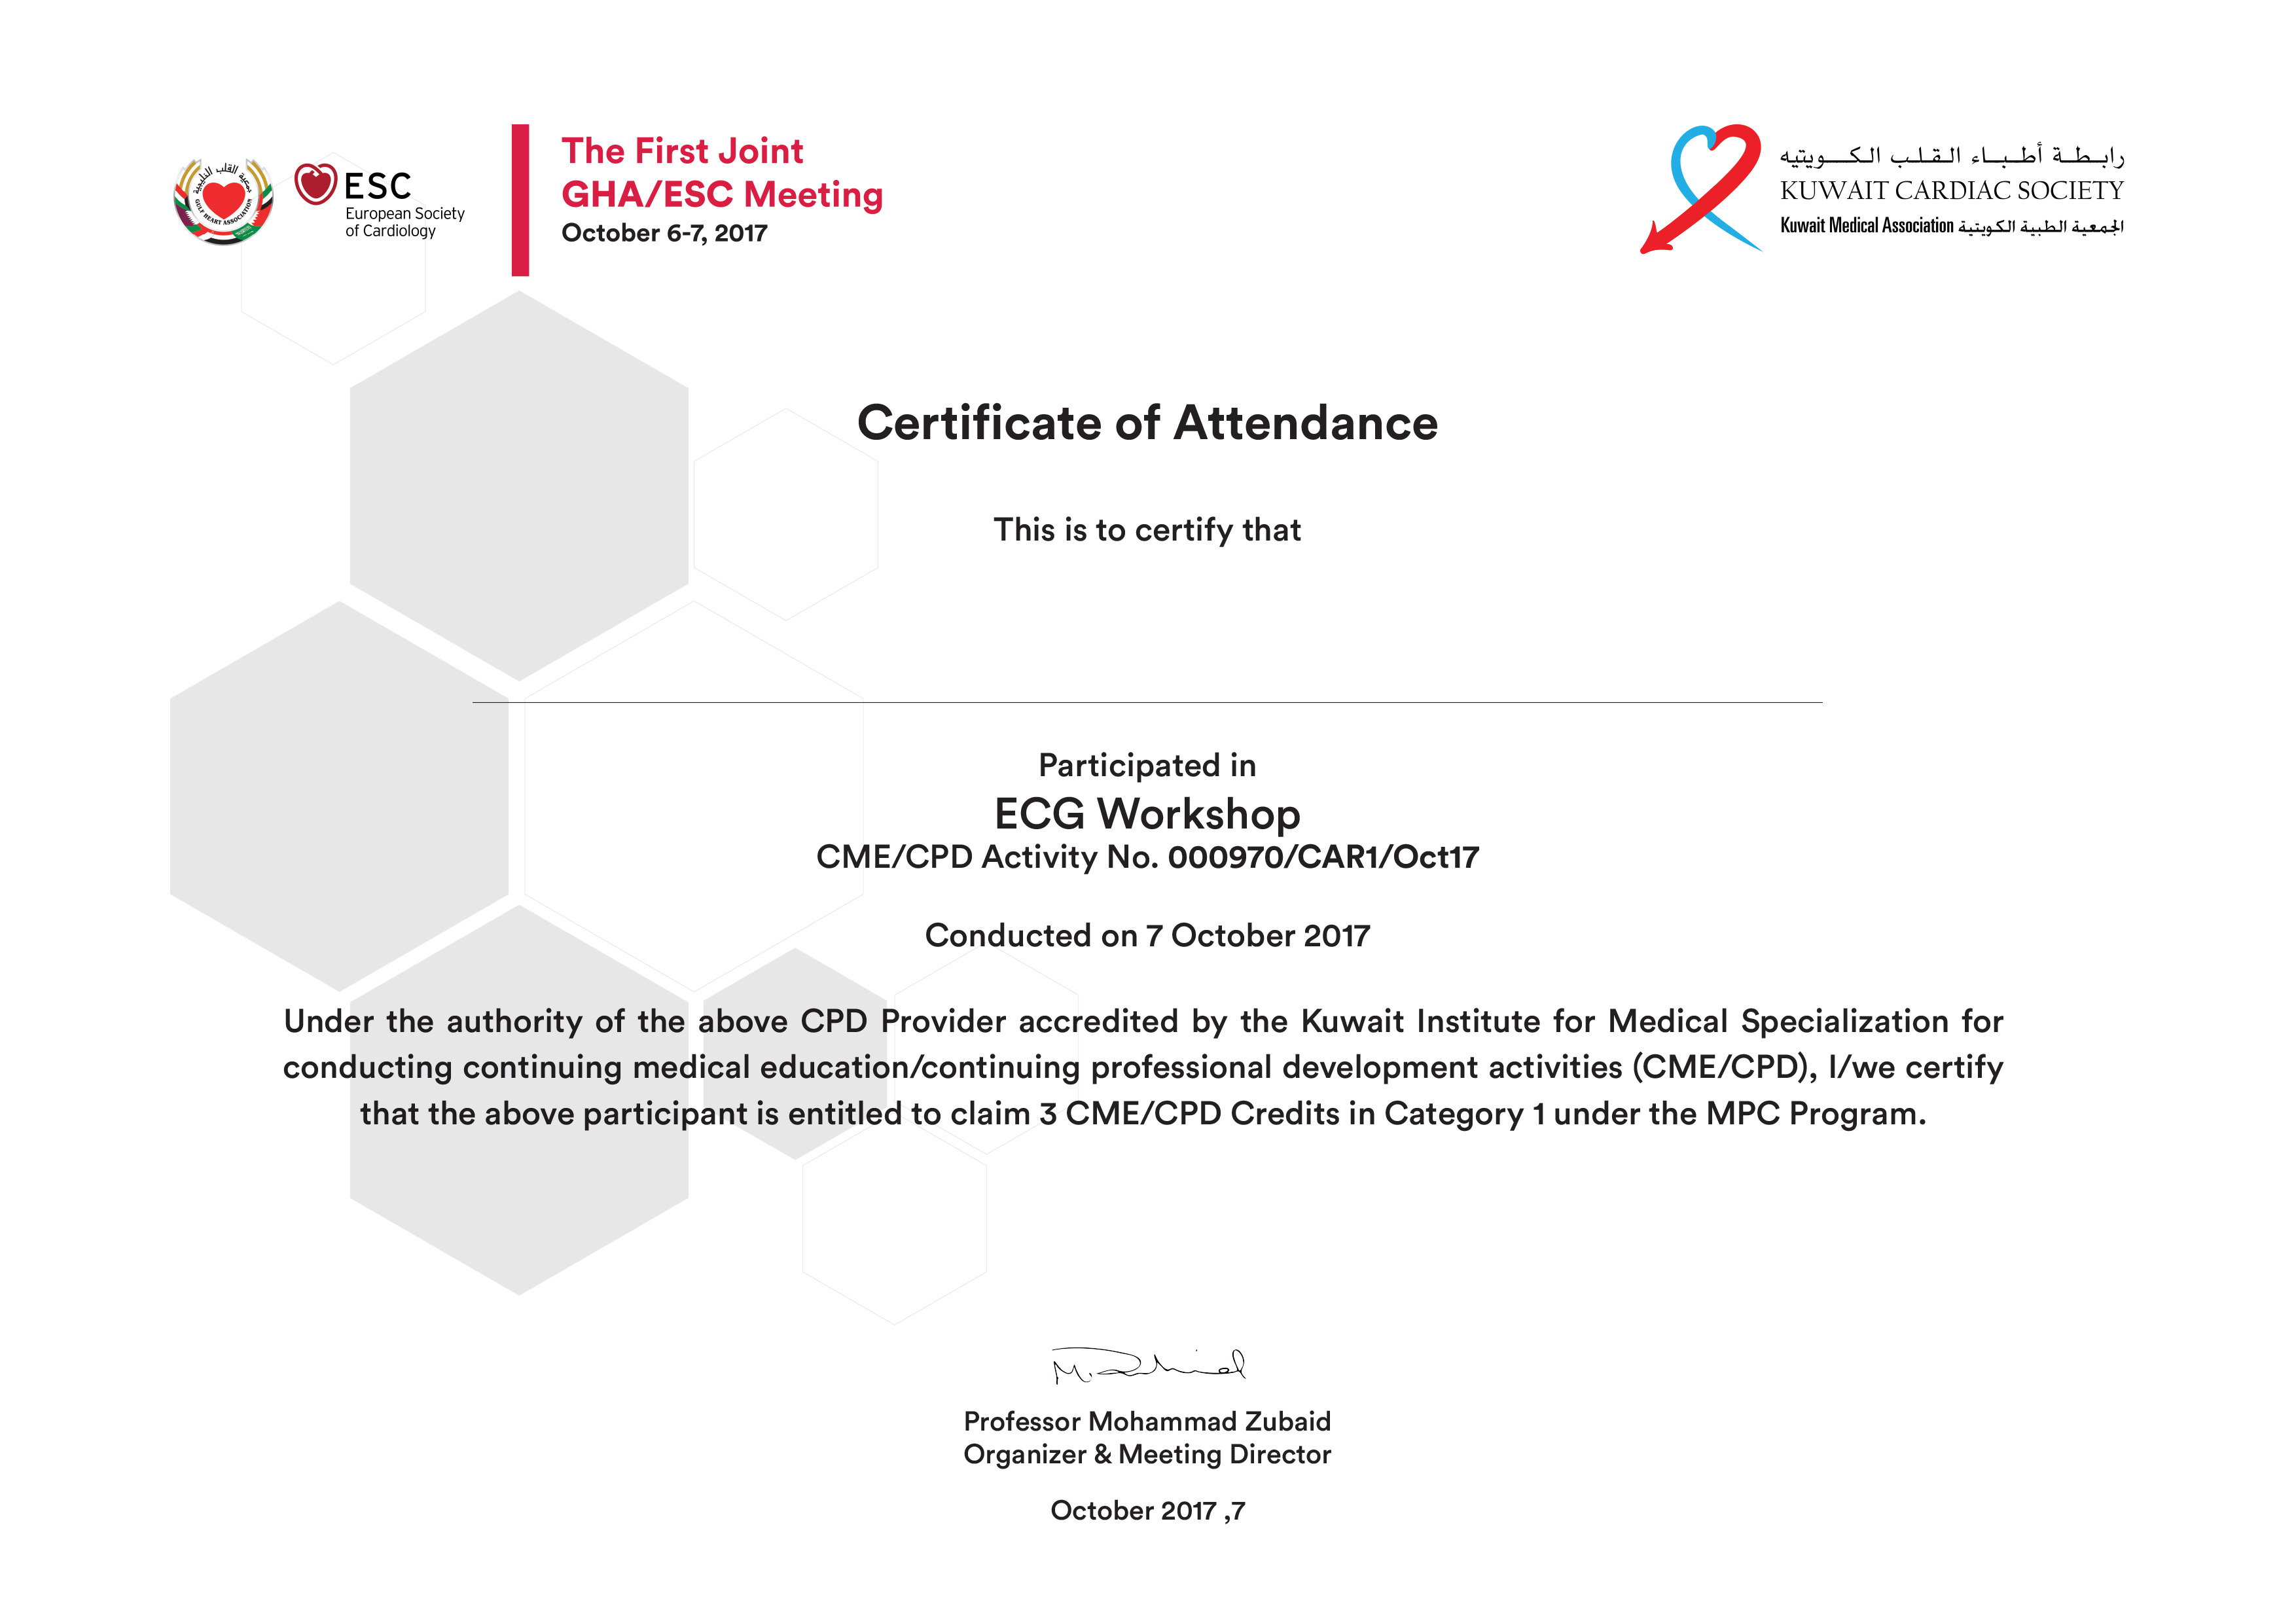 جمعية القلب الخليجية
GULF HEART ASSOCIATION
ESC
European Society
of Cardiology
The First Joint
GHA/ESC Meeting
October 6-7, 2017
رابـطـة أطـبـاء الـقـلـب الـكـــويتيه
KUWAIT CARDIAC SOCIETY
Kuwait Medical Association الجمعية الطبية الكويتية
Certificate of Attendance
This is to certify that
Participated in
ECG Workshop
CME/CPD Activity No. 000970/CAR1/Oct17
Conducted on 7 October 2017
Under the authority of the above CPD Provider accredited by the Kuwait Institute for Medical Specialization for
conducting continuing medical education/continuing professional development activities (CME/CPD), I/we certify
that the above participant is entitled to claim 3 CME/CPD Credits in Category 1 under the MPC Program.
M. Zubaid
Professor Mohammad Zubaid
Organizer & Meeting Director
October 2017 ,7